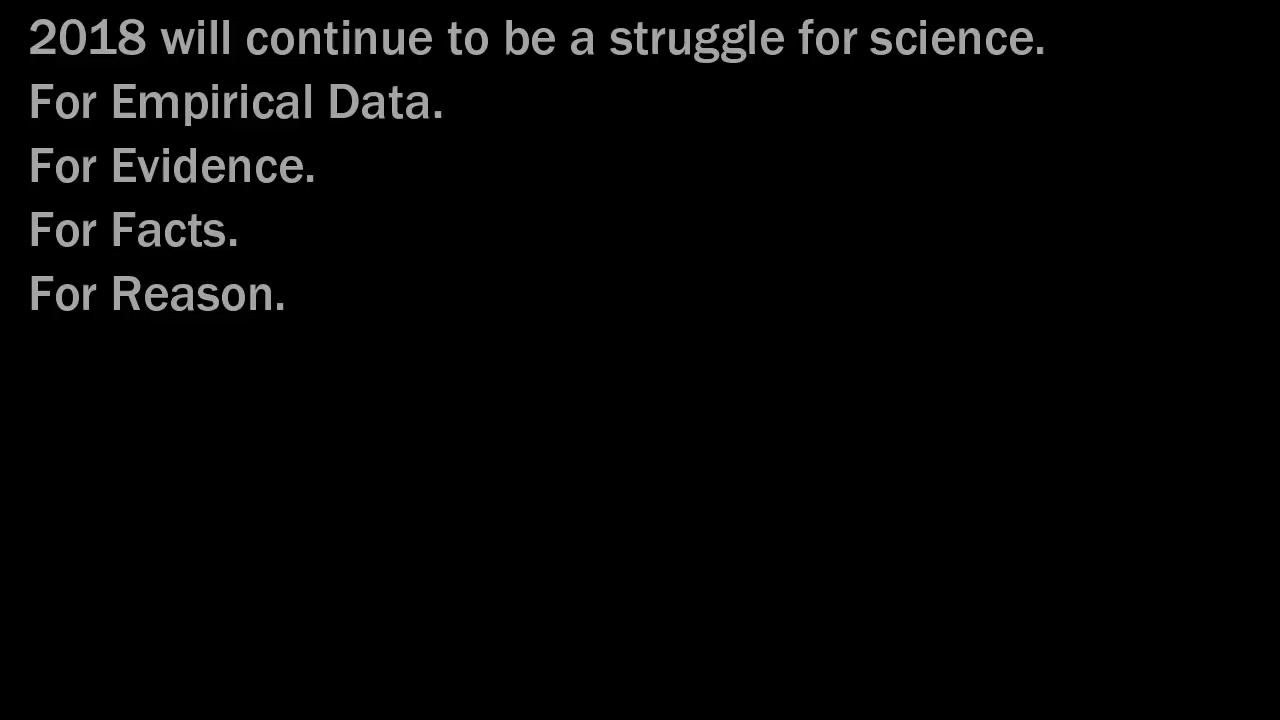 2018 will continue to be a struggle for science.
For Empirical Data.
For Evidence.
For Facts.
For Reason.